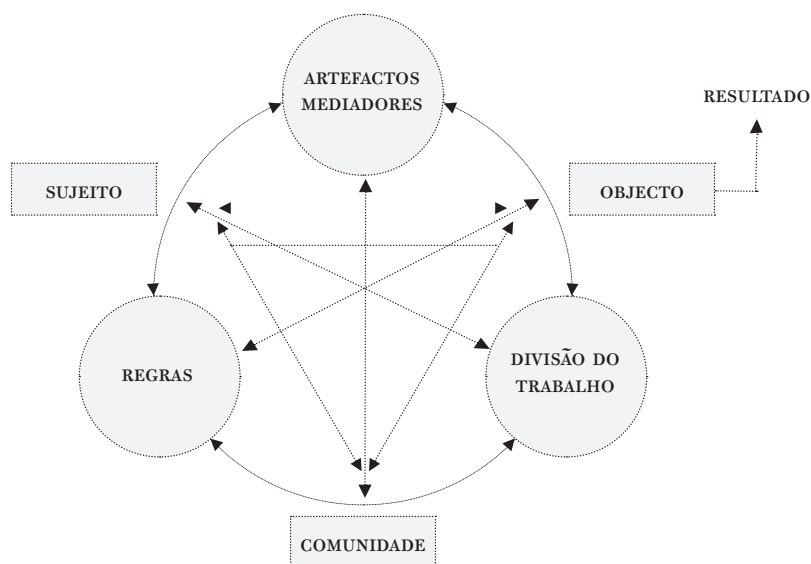 ARTEFACTOS
MEDIADORES
RESULTADO
SUJEITO
OBJECTO
REGRAS
DIVISÃO DO
TRABALHO
COMUNIDADE